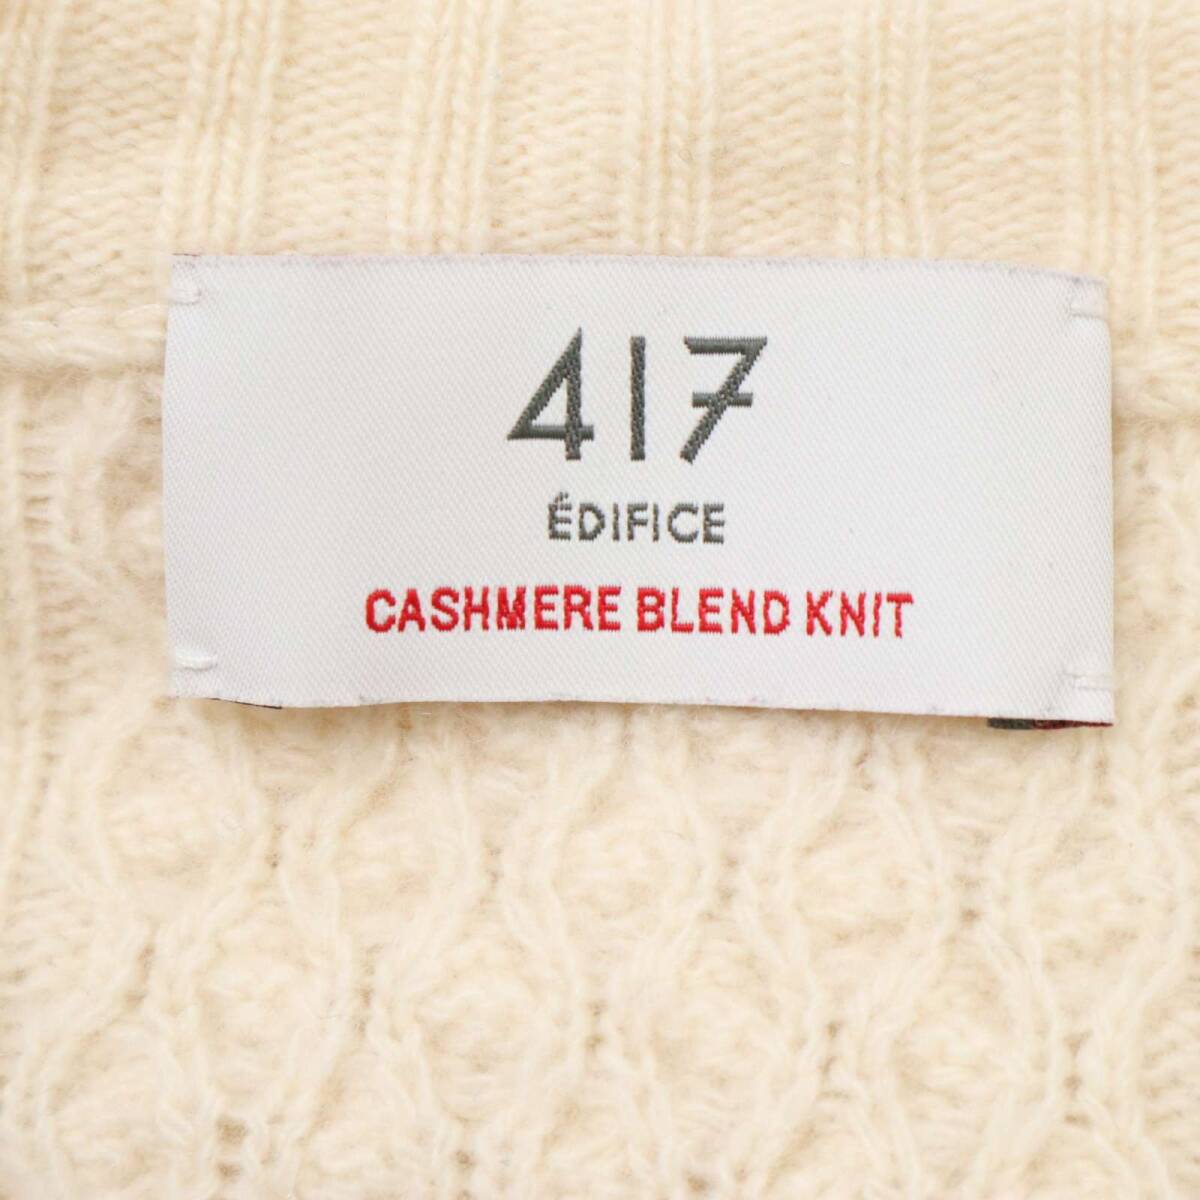 417
ÉDIFICE
CASHMERE BLEND KNIT